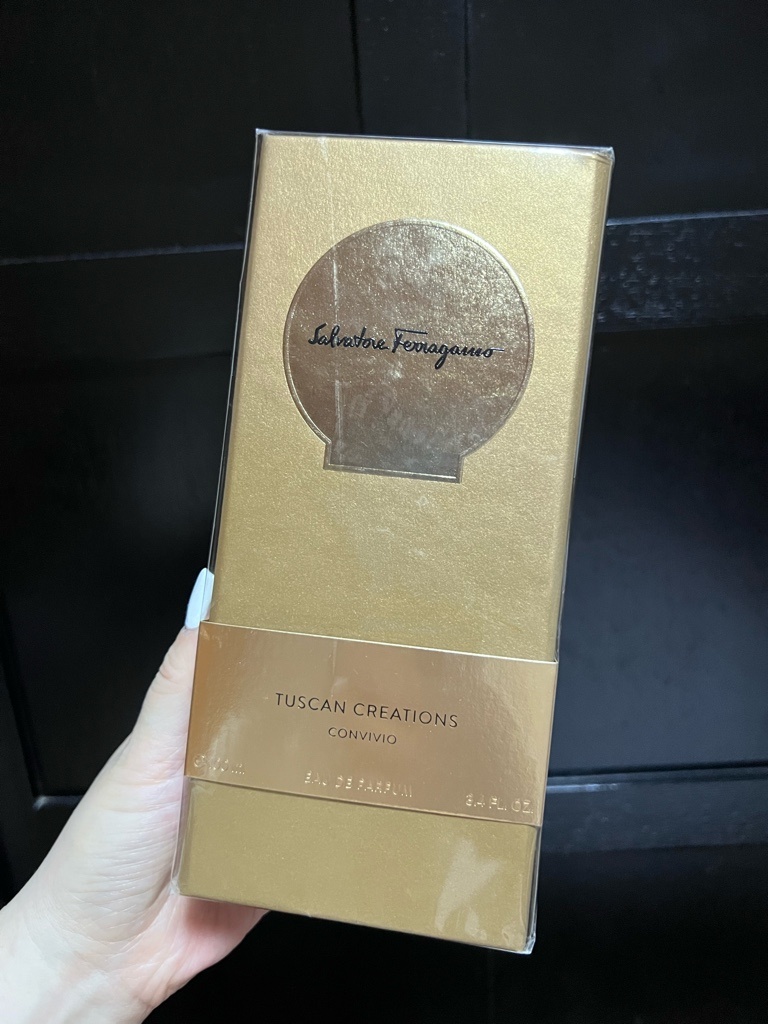 Salvatore Ferragamo
TUSCAN CREATIONS
CONVIVIO
EAU DE PARFUM
3.4 FL. OZ.